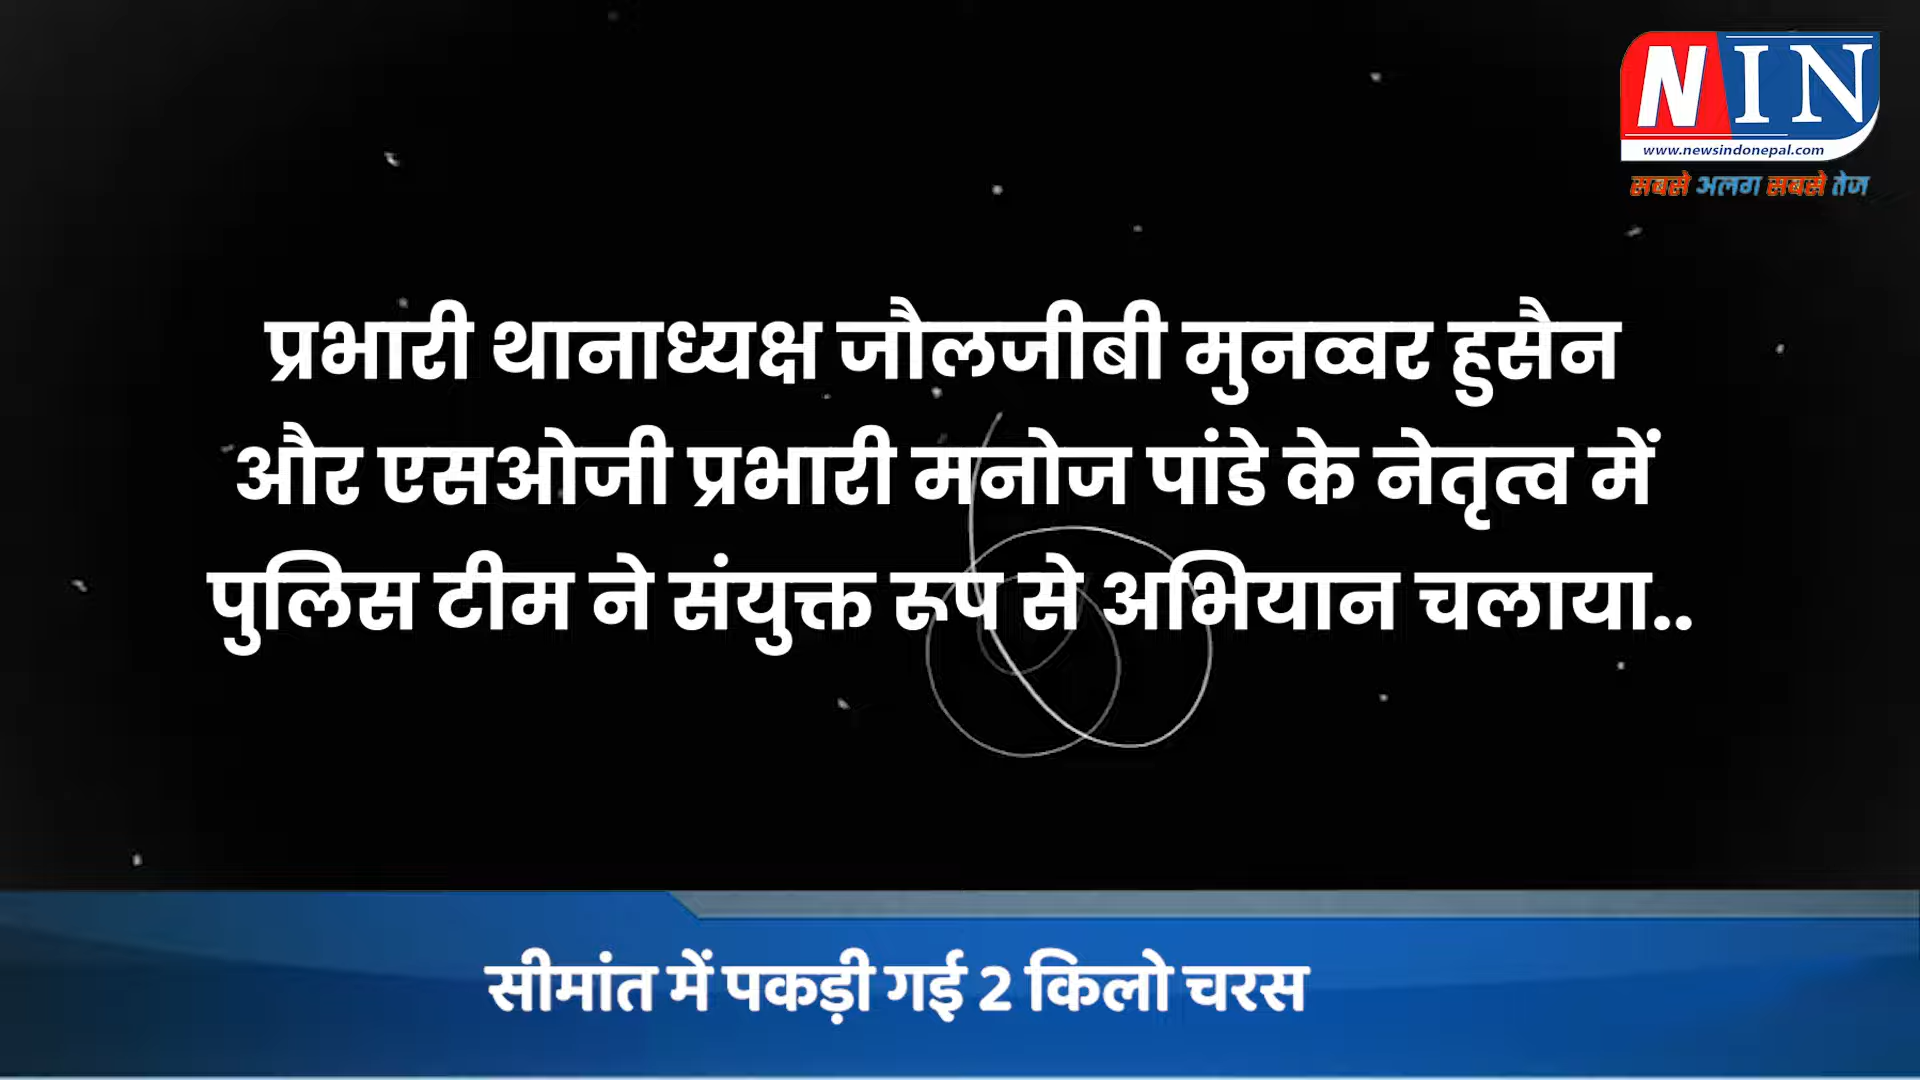 NIN
www.newsindonepal.com
सबसे अलग सबसे तेज
प्रभारी थानाध्यक्ष जौलजीबी मुनव्वर हुसैन
और एसओजी प्रभारी मनोज पांडे के नेतृत्व में
पुलिस टीम ने संयुक्त रूप से अभियान चलाया..
सीमांत में पकड़ी गई 2 किलो चरस